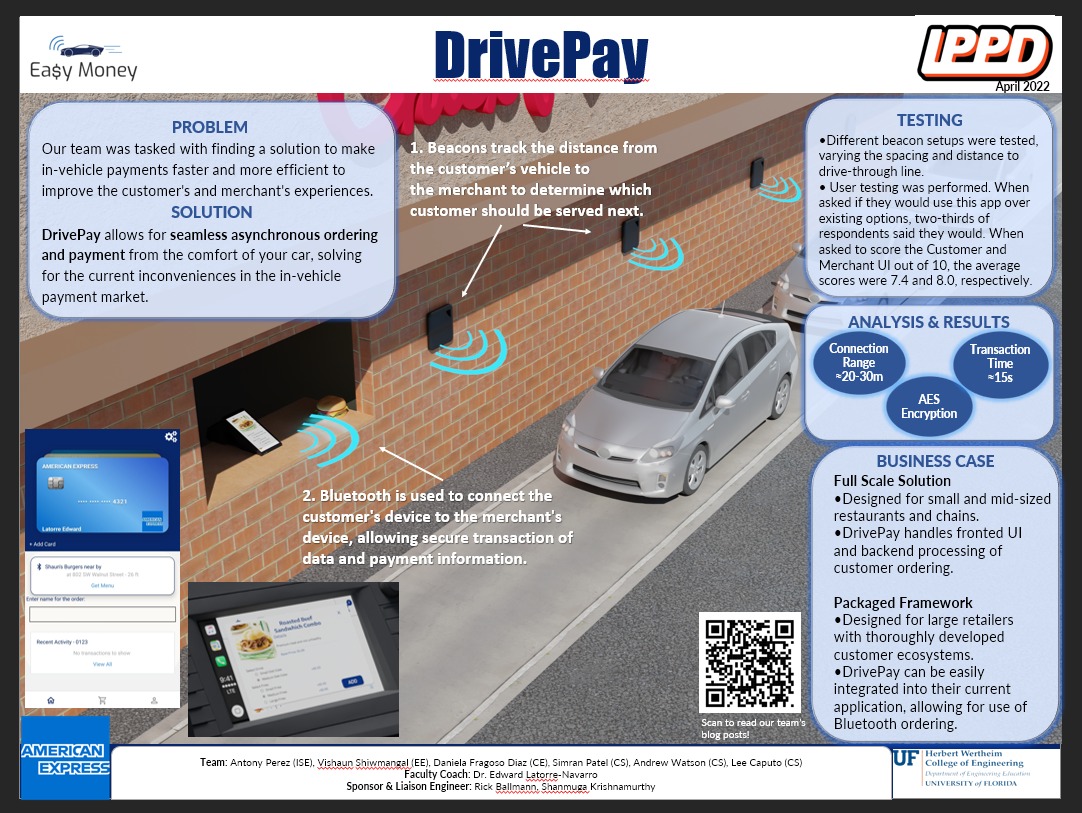 Ea$y Money
DrivePay
IPPD
April 2022
PROBLEM
Our team was tasked with finding a solution to make
in-vehicle payments faster and more efficient to
improve the customer's and merchant's experiences.
SOLUTION
DrivePay allows for seamless asynchronous ordering
and payment from the comfort of your car, solving
for the current inconveniences in the in-vehicle
payment market.
1. Beacons track the distance from
the customer's vehicle to
the merchant to determine which
customer should be served next.
2. Bluetooth is used to connect the
customer's device to the merchant's
device, allowing secure transaction of
data and payment information.
TESTING
•Different beacon setups were tested,
varying the spacing and distance to
drive-through line.
• User testing was performed. When
asked if they would use this app over
existing options, two-thirds of
respondents said they would. When
asked to score the Customer and
Merchant UI out of 10, the average
scores were 7.4 and 8.0, respectively.
ANALYSIS & RESULTS
Connection
Range
≈20-30m
Transaction
Time
≈15s
AES
Encryption
BUSINESS CASE
Full Scale Solution
•Designed for small and mid-sized
restaurants and chains.
•DrivePay handles fronted UI
and backend processing of
customer ordering.
Packaged Framework
•Designed for large retailers
with thoroughly developed
customer ecosystems.
•DrivePay can be easily
integrated into their current
application, allowing for use of
Bluetooth ordering.
AMERICAN EXPRESS
4321
Latorre Edward
AMERICAN
EXPRESS
+ Add Card
Shaun's Burgers near by
at 802 SW Walnut Street - 26 ft
Get Menu
Enter name for the order:
Recent Activity - 0123
No transactions to show
View All
Roasted Beef
Sandwich Combo
9:41
LTE
ADD
Scan to read our team's
blog posts!
AMERICAN
EXPRESS
Team: Antony Perez (ISE), Vishaun Shiwmangal (EE), Daniela Fragoso Diaz (CE), Simran Patel (CS), Andrew Watson (CS), Lee Caputo (CS)
Faculty Coach: Dr. Edward Latorre-Navarro
Sponsor & Liaison Engineer: Rick Ballmann, Shanmuga Krishnamurthy
UF
Herbert Wertheim
College of Engineering
Department of Engineering Education
UNIVERSITY of FLORIDA